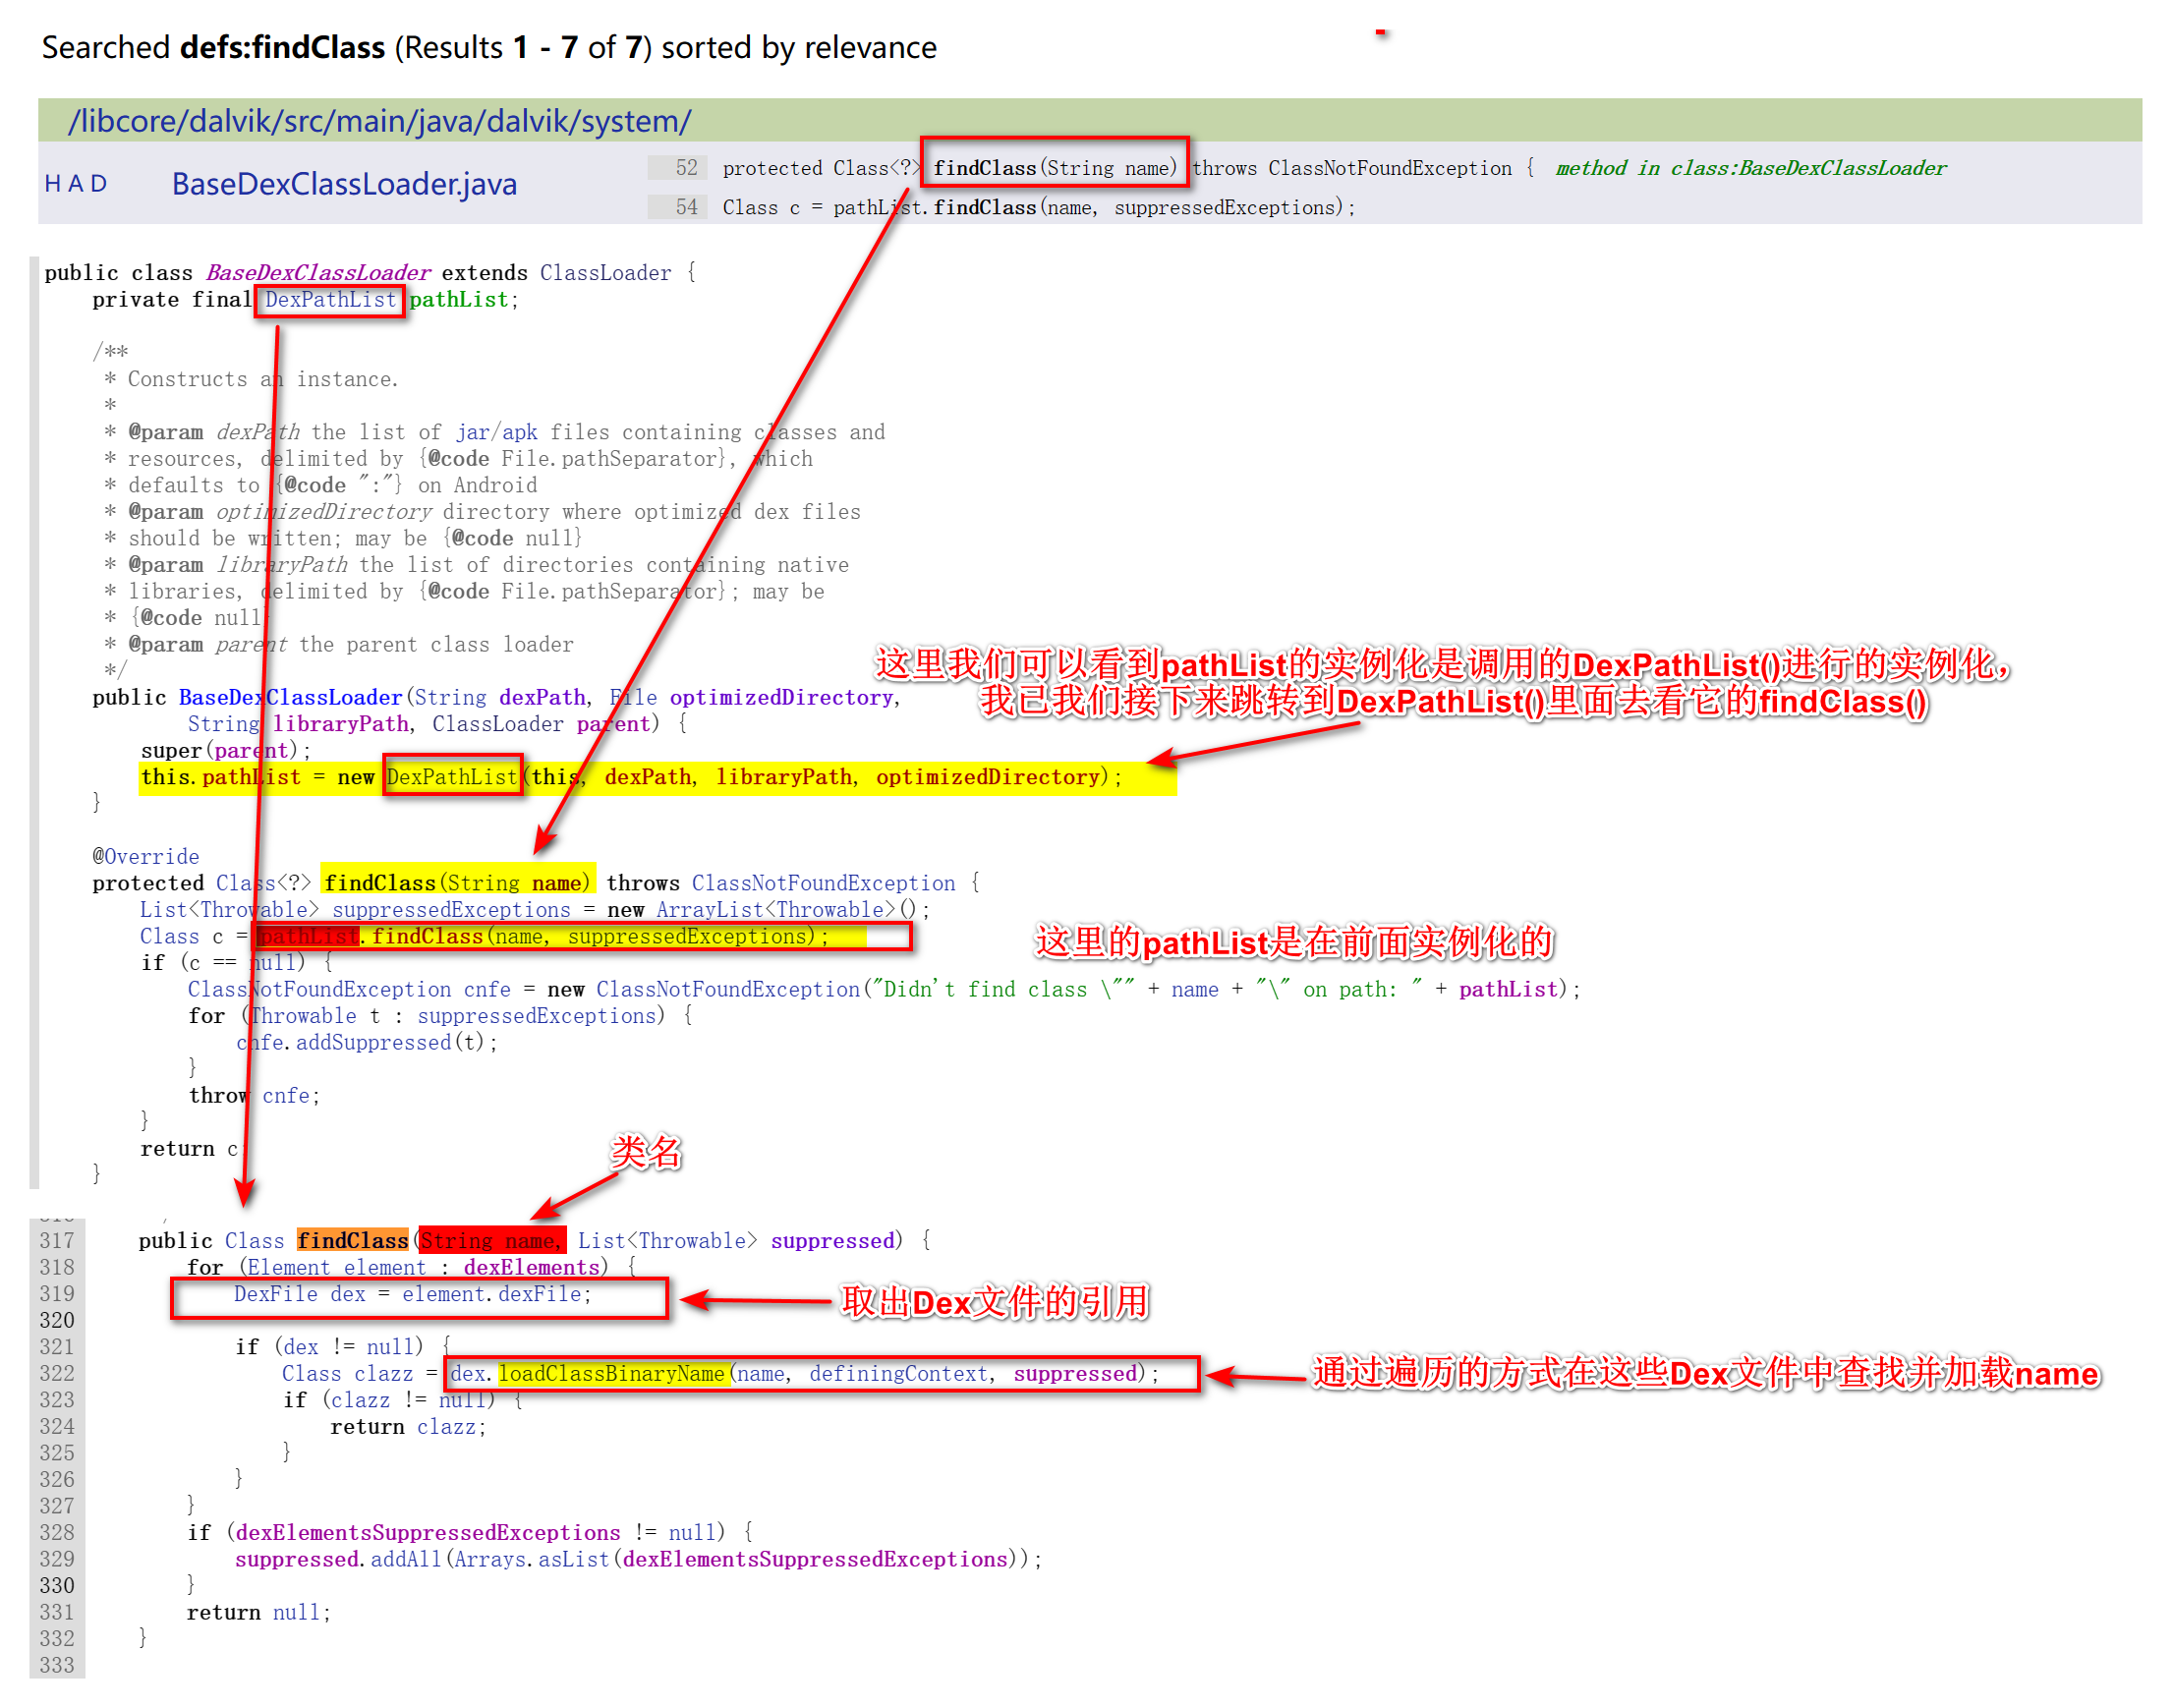 Searched defs:findClass (Results 1 - 7 of 7) sorted by relevance
/libcore/dalvik/src/main/java/dalvik/system/
H A D BaseDexClassLoader.java
52 protected Class<?> findClass(String name) throws ClassNotFoundException { method in class:BaseDexClassLoader
54 Class c = pathList.findClass(name, suppressedExceptions);
public class BaseDexClassLoader extends ClassLoader {
private final DexPathList pathList;
/**
* Constructs an instance.
*
* @param dexPath the list of jar/apk files containing classes and
* resources, delimited by {@code File.pathSeparator}, which
* defaults to {@code ":"} on Android
* @param optimizedDirectory directory where optimized dex files
* should be written; may be {@code null}
* @param libraryPath the list of directories containing native
* libraries, delimited by {@code File.pathSeparator}; may be
* {@code null}
* @param parent the parent class loader
*/
这里我们可以看到pathList的实例化是调用的DexPathList()进行的实例化，
我已我们接下来跳转到DexPathList()里面去看它的findClass()
public BaseDexClassLoader(String dexPath, File optimizedDirectory,
String libraryPath, ClassLoader parent) {
super(parent);
this.pathList = new DexPathList(this, dexPath, libraryPath, optimizedDirectory);
}
@Override
protected Class<?> findClass(String name) throws ClassNotFoundException {
List<Throwable> suppressedExceptions = new ArrayList<Throwable>();
Class c = pathList.findClass(name, suppressedExceptions);
这里的pathList是在前面实例化的
if (c == null) {
ClassNotFoundException cnfe = new ClassNotFoundException("Didn't find class \"" + name + "\" on path: " + pathList);
for (Throwable t : suppressedExceptions) {
cnfe.addSuppressed(t);
}
throw cnfe;
}
return c;
}
类名
317 public Class findClass(String name, List<Throwable> suppressed) {
318 for (Element element : dexElements) {
319 DexFile dex = element.dexFile;
取出Dex文件的引用
320
321 if (dex != null) {
322 Class clazz = dex.loadClassBinaryName(name, definingContext, suppressed);
通过遍历的方式在这些Dex文件中查找并加载name
323 if (clazz != null) {
324 return clazz;
325 }
326 }
327 }
328 if (dexElementsSuppressedExceptions != null) {
329 suppressed.addAll(Arrays.asList(dexElementsSuppressedExceptions));
330 }
331 return null;
332 }
333